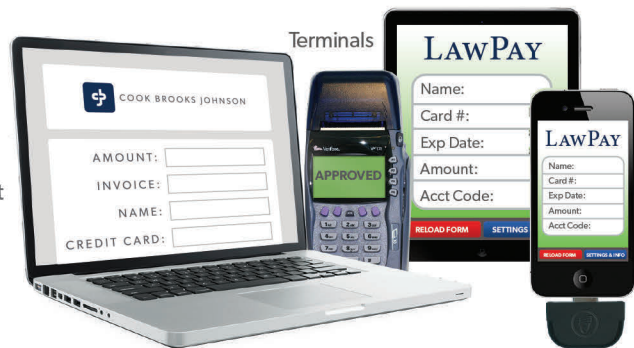 Terminals
COOK BROOKS JOHNSON
AMOUNT:
INVOICE:
NAME:
CREDIT CARD:
APPROVED
LAWPAY
Name:
Card #:
Exp Date:
Amount:
Acct Code:
RELOAD FORM SETTINGS
LAWPAY
Name:
Card #:
Exp Date:
Amount:
Acct Code:
RELOAD FORM SETTINGS & INFO